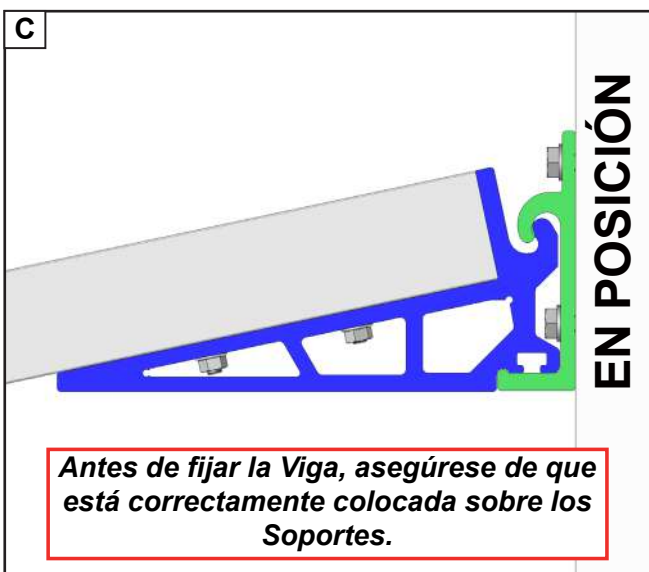 C
EN POSICIÓN
Antes de fijar la Viga, asegúrese de que
está correctamente colocada sobre los
Soportes.